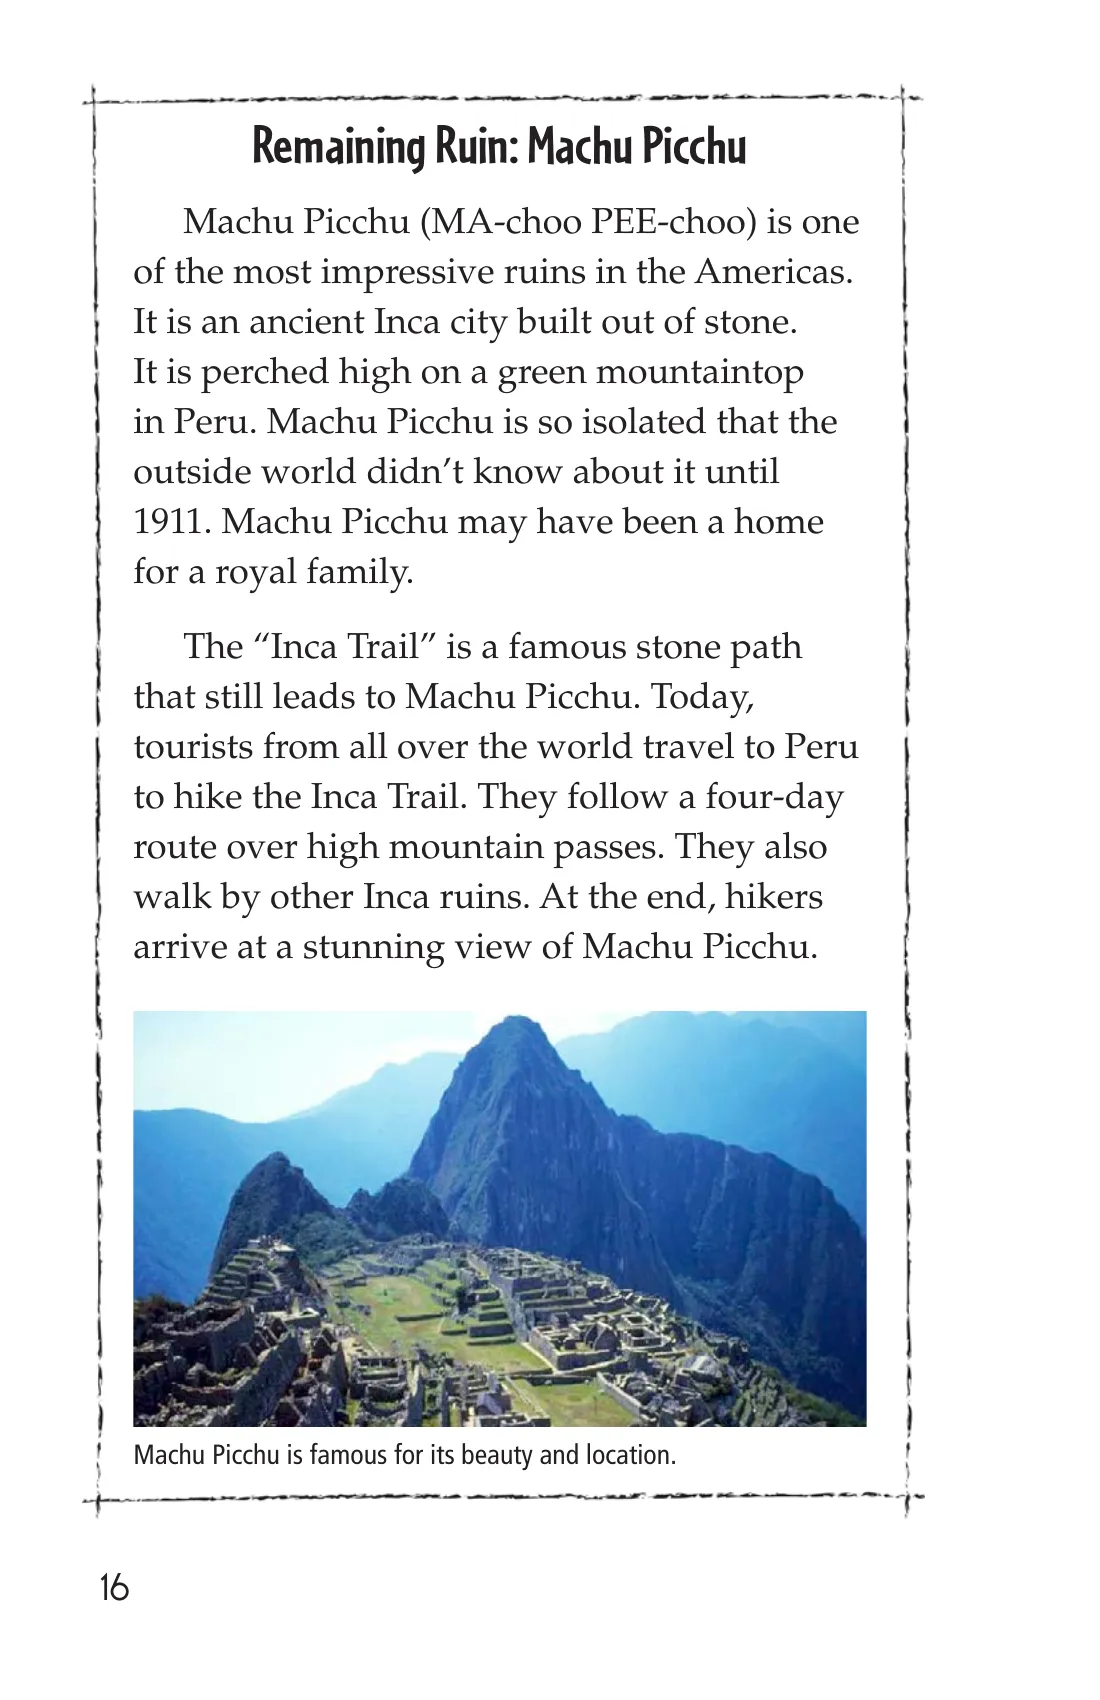 Remaining Ruin: Machu Picchu
Machu Picchu (MA-choo PEE-choo) is one
of the most impressive ruins in the Americas.
It is an ancient Inca city built out of stone.
It is perched high on a green mountaintop
in Peru. Machu Picchu is so isolated that the
outside world didn’t know about it until
1911. Machu Picchu may have been a home
for a royal family.
The “Inca Trail” is a famous stone path
that still leads to Machu Picchu. Today,
tourists from all over the world travel to Peru
to hike the Inca Trail. They follow a four-day
route over high mountain passes. They also
walk by other Inca ruins. At the end, hikers
arrive at a stunning view of Machu Picchu.
Machu Picchu is famous for its beauty and location.
16